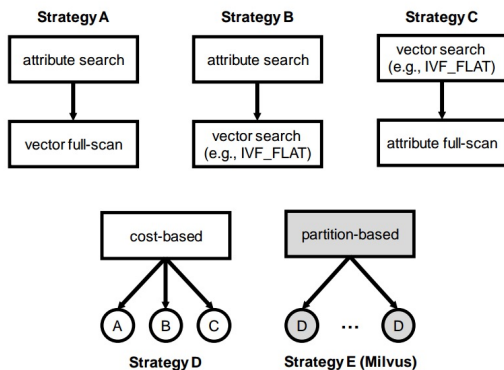 Strategy A
attribute search
vector full-scan
Strategy B
attribute search
vector search
(e.g., IVF_FLAT)
Strategy C
vector search
(e.g., IVF_FLAT)
attribute full-scan
cost-based
A
B
C
Strategy D
partition-based
D
...
D
Strategy E (Milvus)